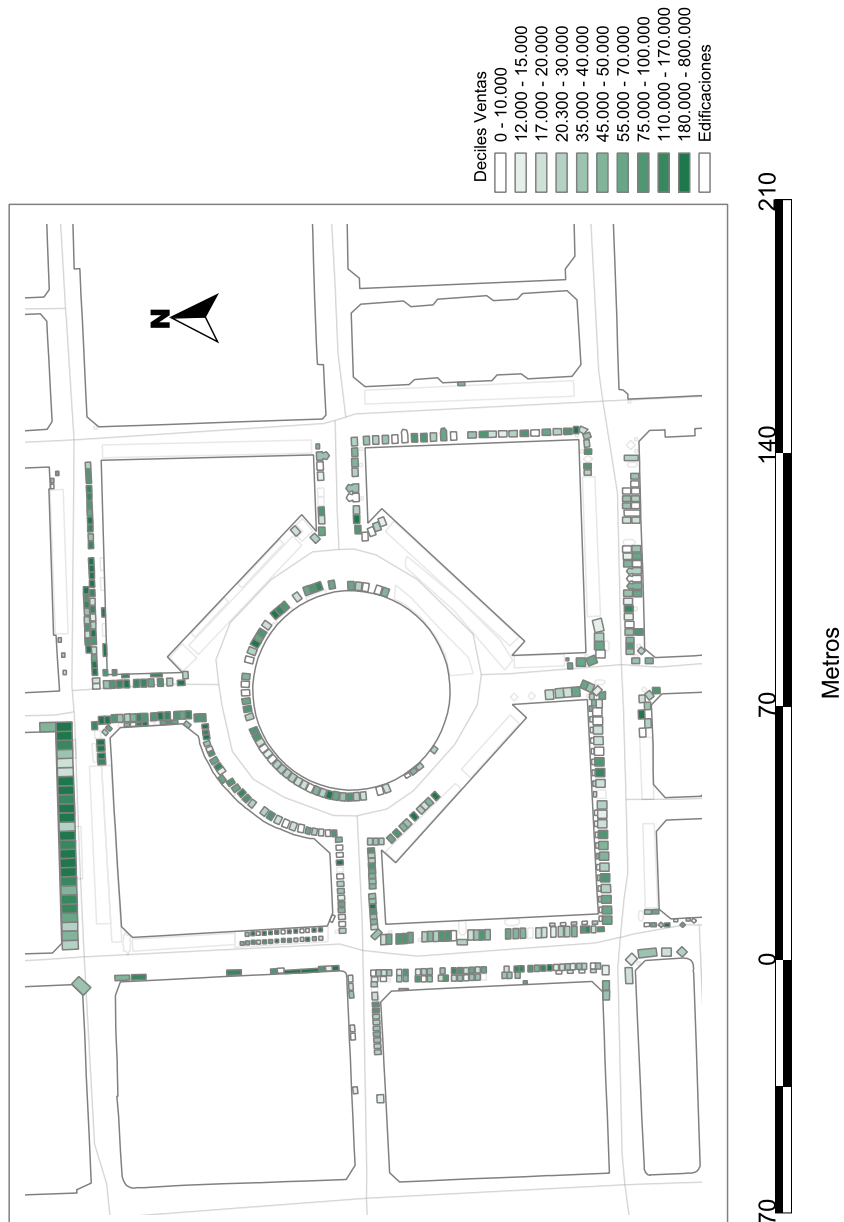 Deciles Ventas
0 - 10.000
12.000 - 15.000
17.000 - 20.000
20.300 - 30.000
35.000 - 40.000
45.000 - 50.000
55.000 - 70.000
75.000 - 100.000
110.000 - 170.000
180.000 - 800.000
Edificaciones
N
70 0 70 140 210
Metros